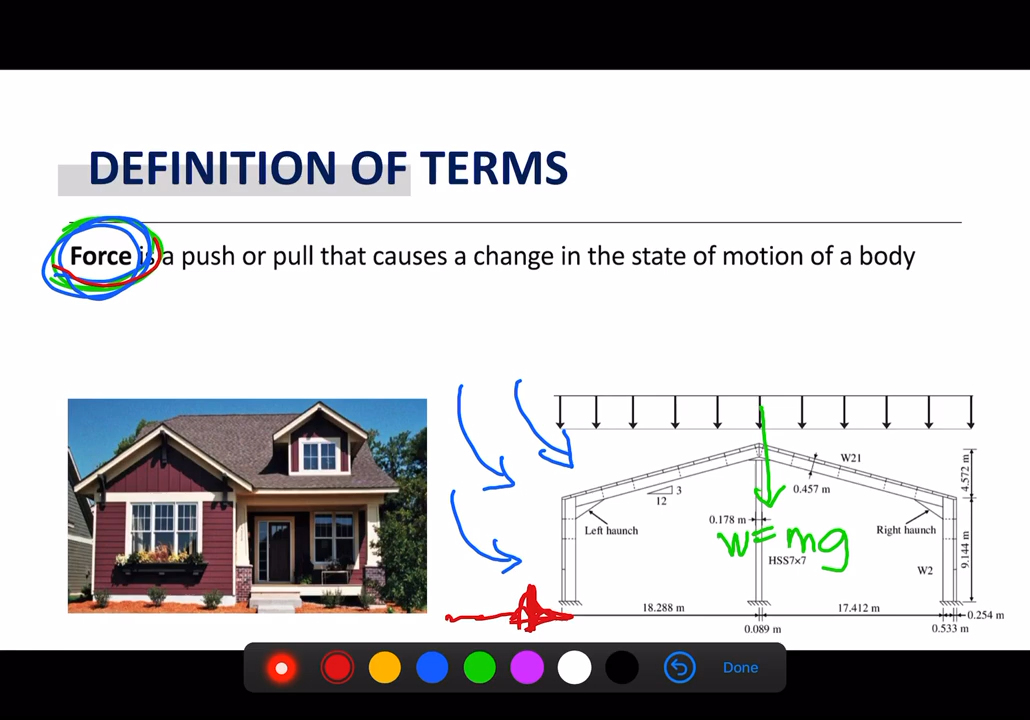 DEFINITION OF TERMS
Force is a push or pull that causes a change in the state of motion of a body
W21
4.572 m
3
12
0.457 m
Left haunch
0.178 m
Right haunch
w=mg
HSS7×7
9.144 m
W2
18.288 m
17.412 m
0.254 m
0.089 m
0.533 m
Done